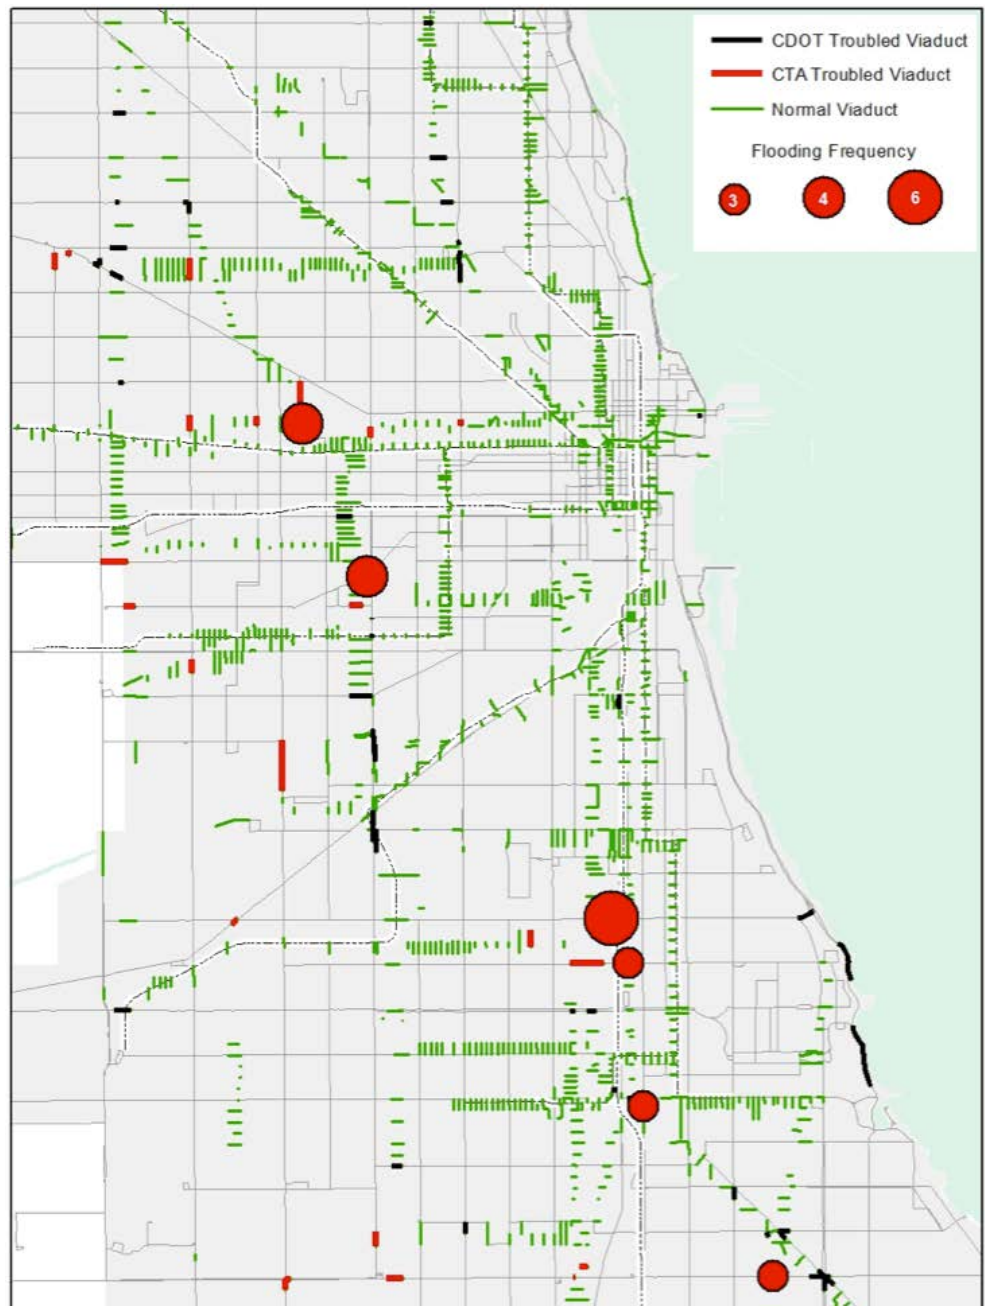 CDOT Troubled Viaduct
CTA Troubled Viaduct
Normal Viaduct
Flooding Frequency
3 4 6